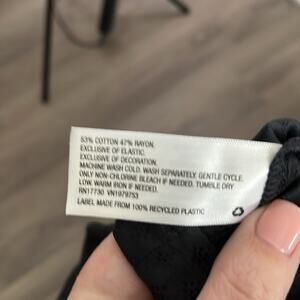 53% COTTON 47% RAYON.
EXCLUSIVE OF ELASTIC.
EXCLUSIVE OF DECORATION.
MACHINE WASH COLD. WASH SEPARATELY, GENTLE CYCLE.
ONLY NON-CHLORINE BLEACH IF NEEDED. TUMBLE DRY
LOW. WARM IRON IF NEEDED.
RN17730 VN1979753
LABEL MADE FROM 100% RECYCLED PLASTIC